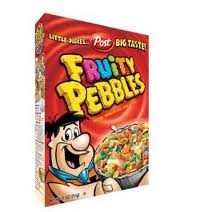 LITTLE PIECES... Post BIG TASTE!
FRUITY
PEBBLES